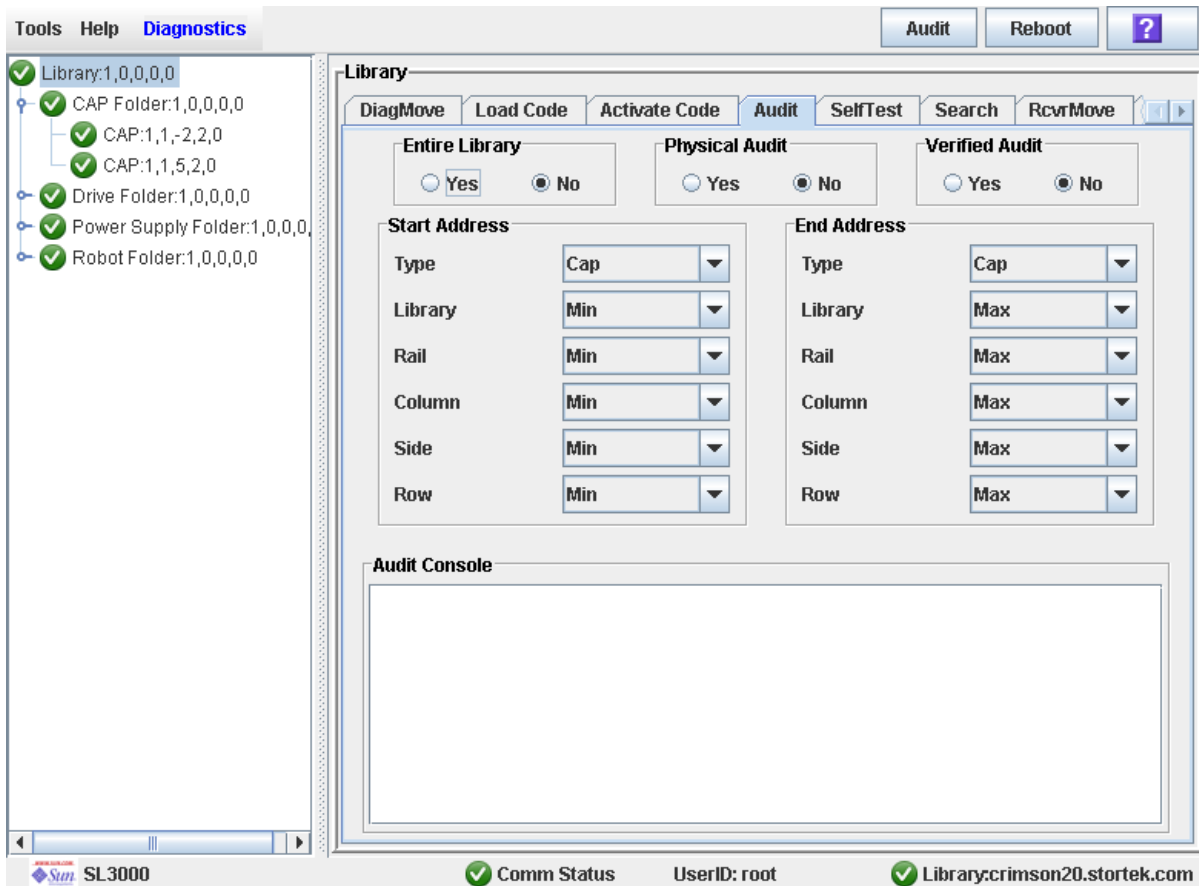 Tools Help Diagnostics
Audit Reboot ?
Library:1,0,0,0,0
CAP Folder:1,0,0,0,0
CAP:1,1,-2,2,0
CAP:1,1,5,2,0
Drive Folder:1,0,0,0,0
Power Supply Folder:1,0,0,0,
Robot Folder:1,0,0,0,0
Library
DiagMove Load Code Activate Code Audit SelfTest Search RcvrMove
Entire Library Physical Audit Verified Audit
Yes No Yes No Yes No
Start Address
Type Cap
Library Min
Rail Min
Column Min
Side Min
Row Min
End Address
Type Cap
Library Max
Rail Max
Column Max
Side Max
Row Max
Audit Console
Sun SL3000 Comm Status UserID: root Library:crimson20.stortek.com